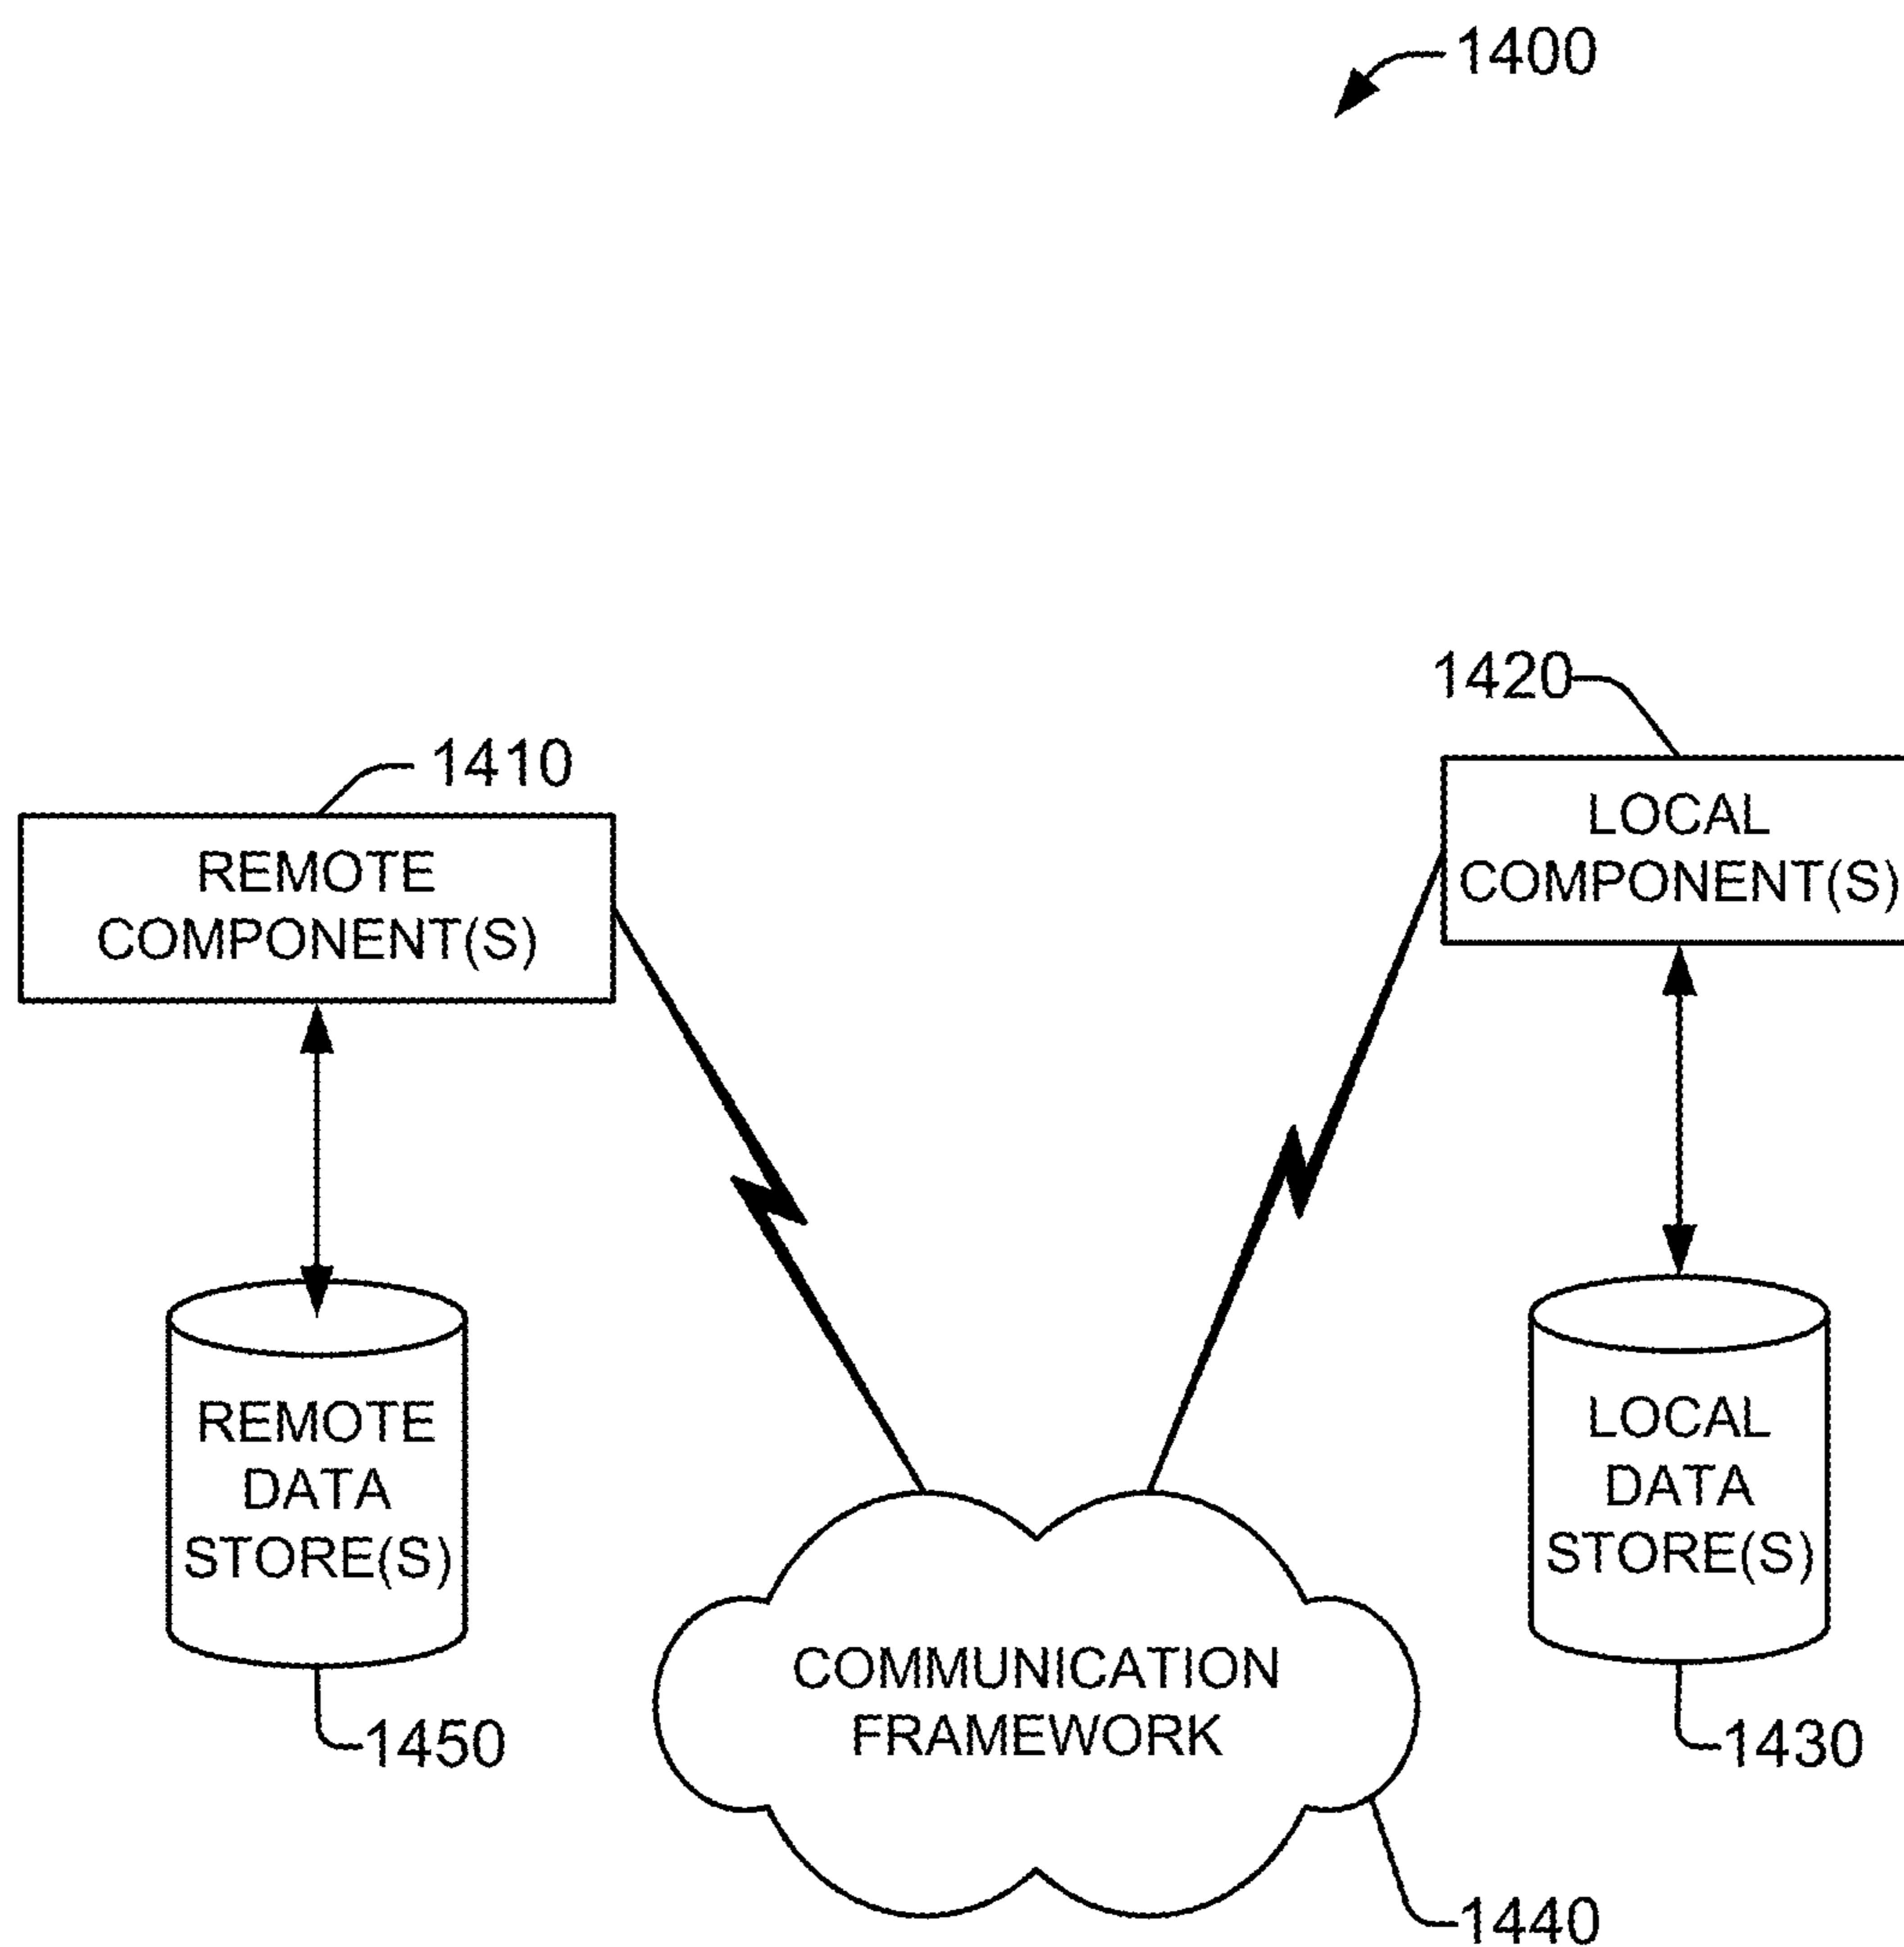 1400
1420
1410
LOCAL
COMPONENT(S)
REMOTE
COMPONENT(S)
REMOTE
DATA
STORE(S)
LOCAL
DATA
STORE(S)
COMMUNICATION
FRAMEWORK
1450
1430
1440